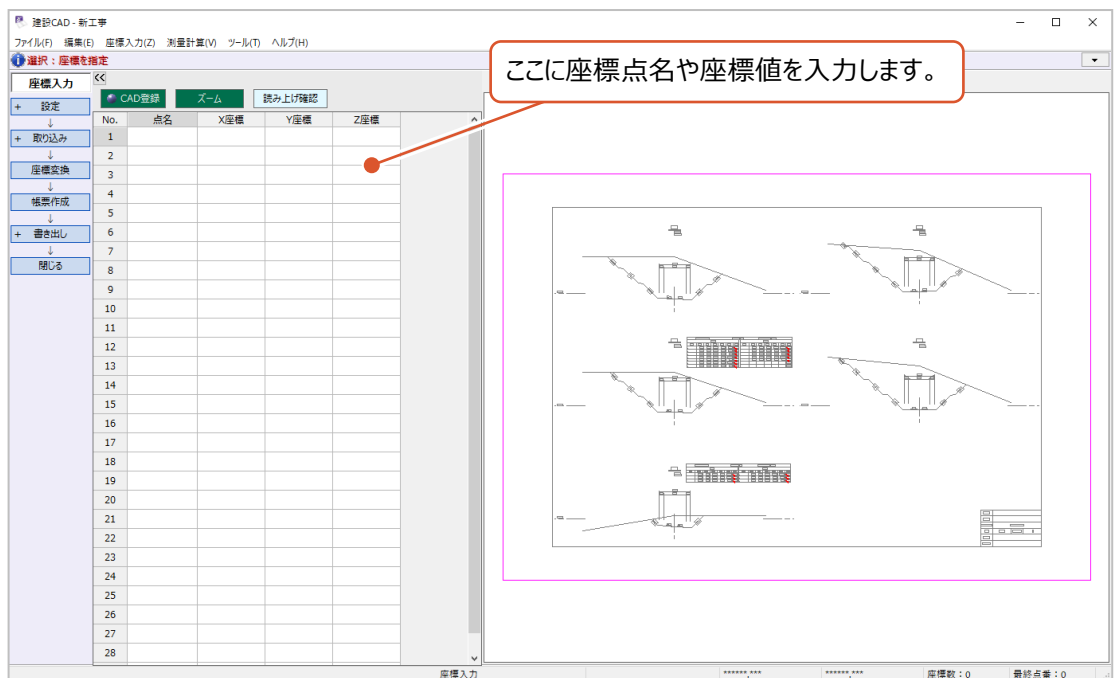 建設CAD - 新工事
ファイル(F) 編集(E) 座標入力(Z) 測量計算(V) ツール(T) ヘルプ(H)
選択:座標を指定
ここに座標点名や座標値を入力します。
座標入力
<<
+ 設定
↓
+ 取り込み
↓
座標変換
↓
帳票作成
↓
+ 書き出し
↓
閉じる
CAD登録 ズーム 読み上げ確認
No. 点名 X座標 Y座標 Z座標
1
2
3
4
5
6
7
8
9
10
11
12
13
14
15
16
17
18
19
20
21
22
23
24
25
26
27
28
座標入力 ******.*** ******.*** 座標数:0 最終点番:0